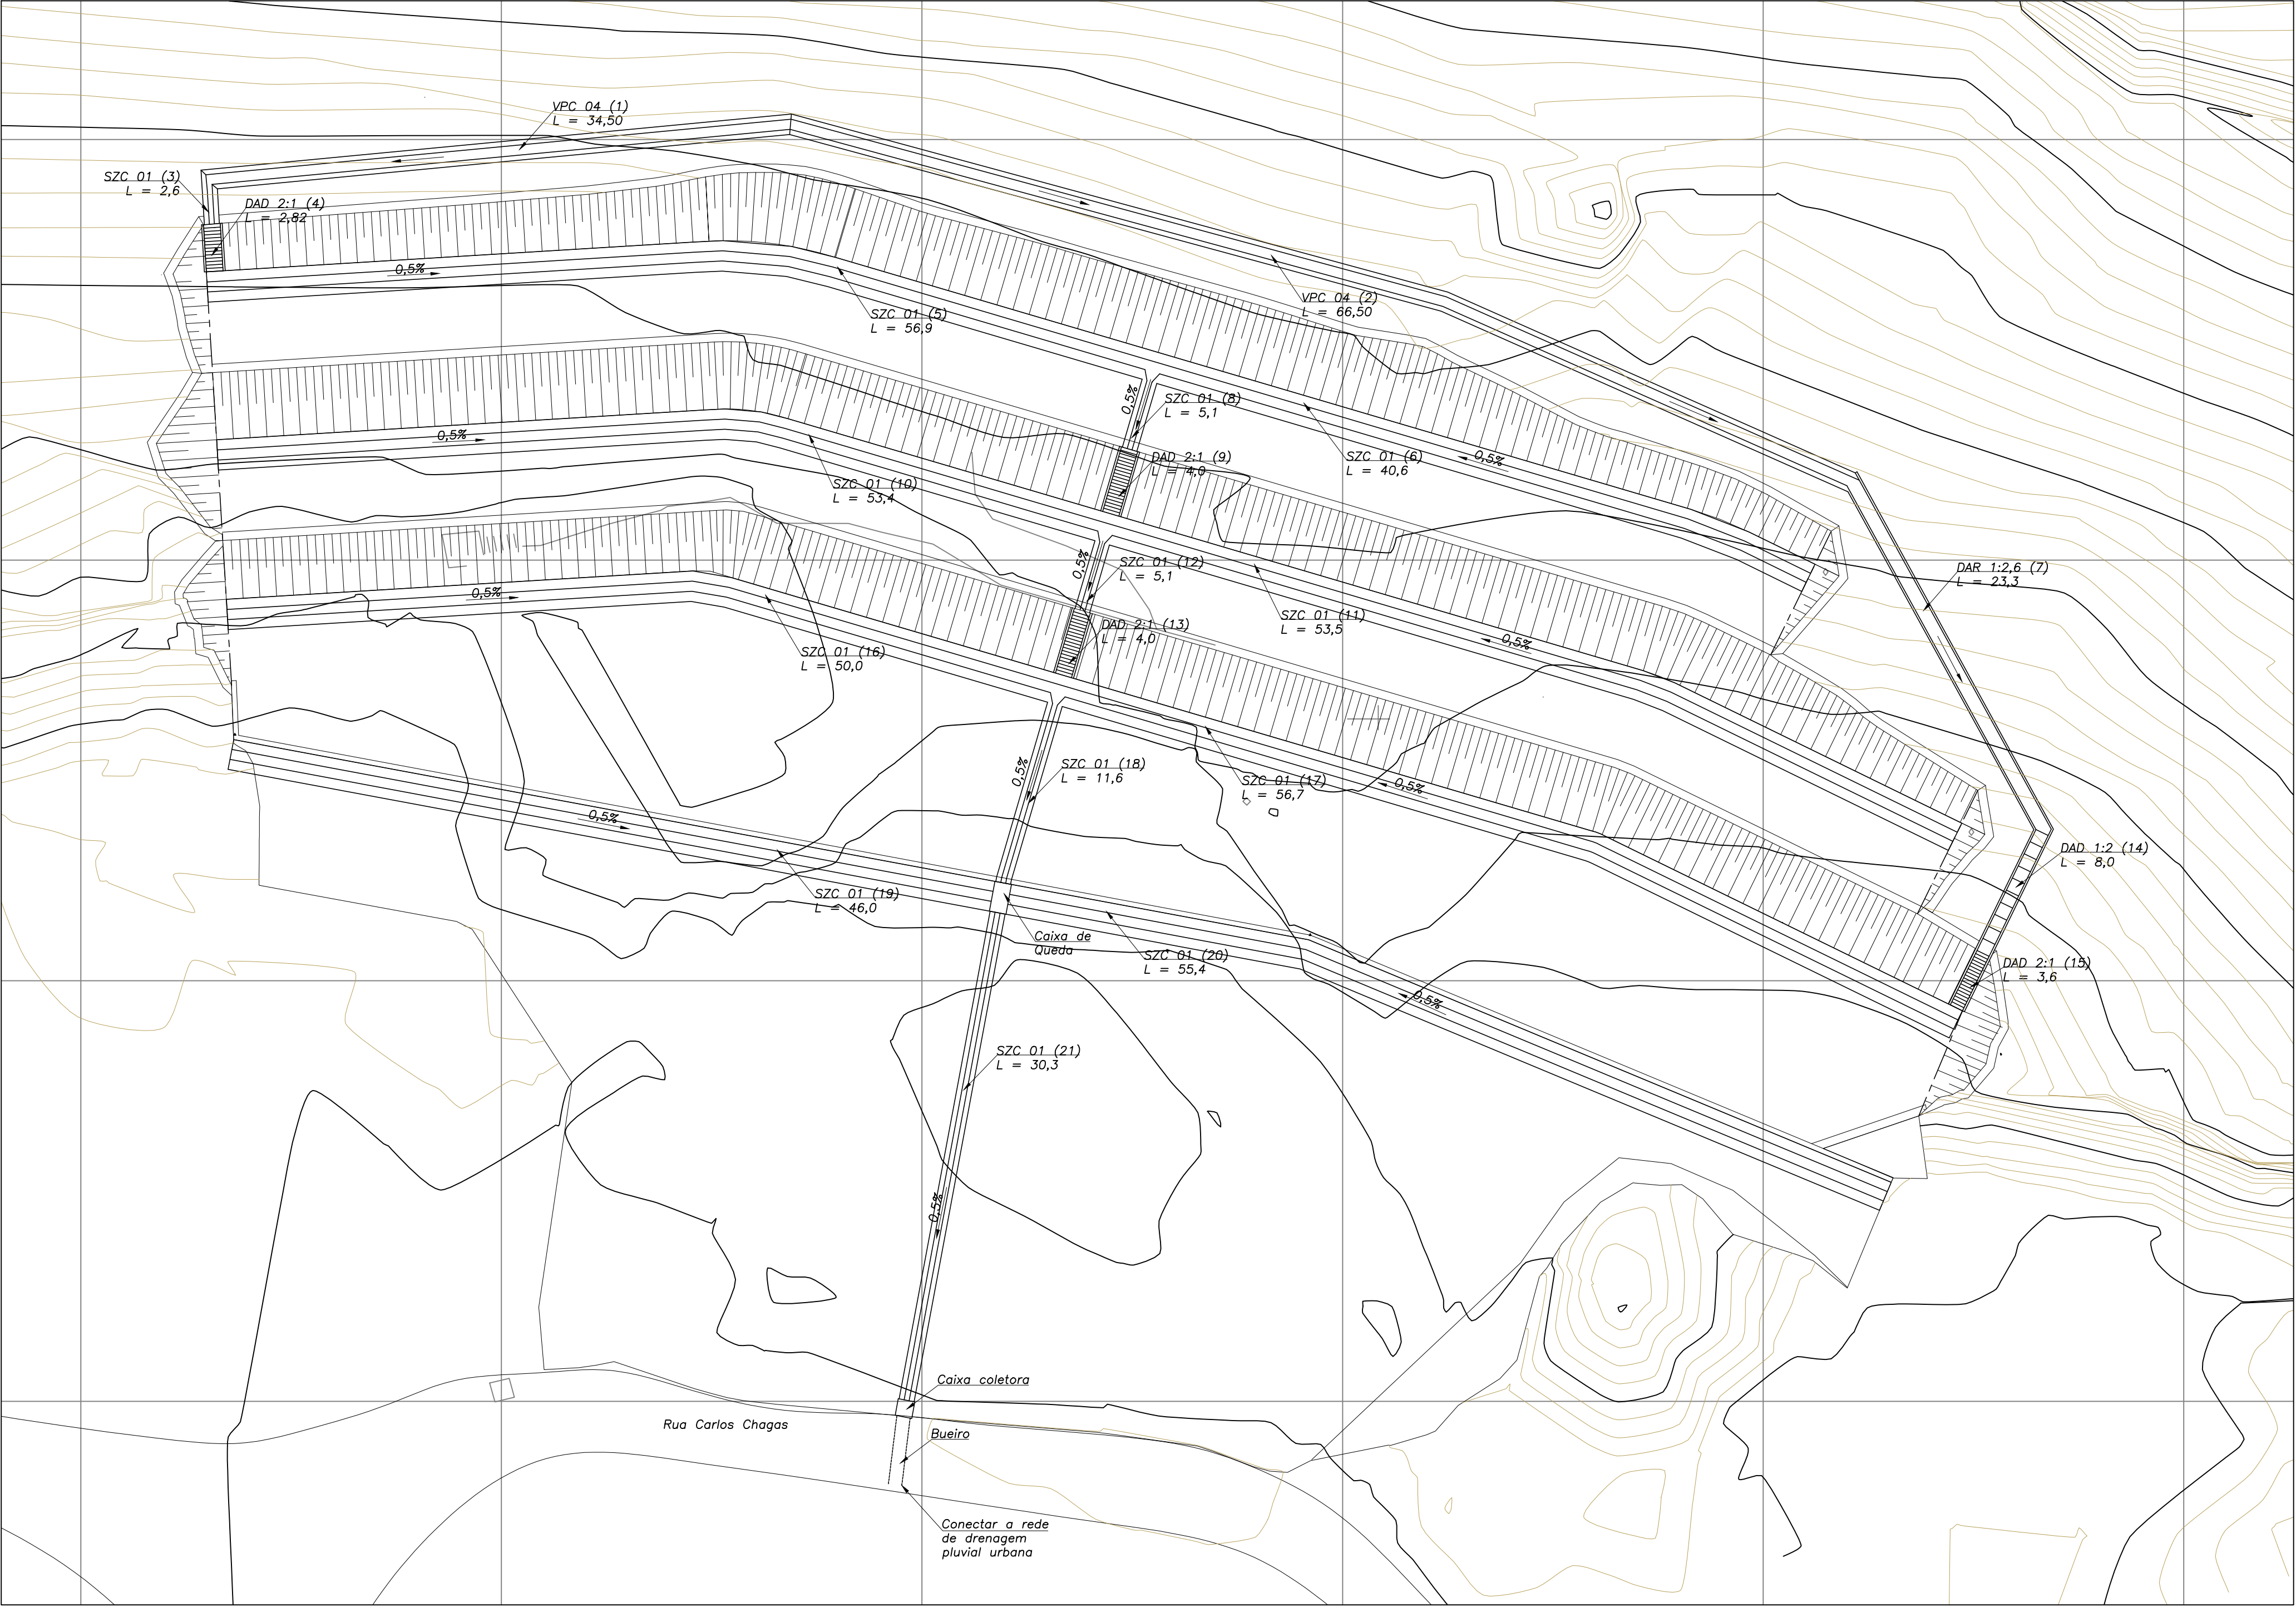 VPC 04 (1)
L = 34,50
SZC 01 (3)
L = 2,6
DAD 2:1 (4)
L = 2,82
0,5%
SZC 01 (5)
L = 56,9
VPC 04 (2)
L = 66,50
0,5%
SZC 01 (8)
L = 5,1
0,5%
DAD 2:1 (9)
L = 4,0
SZC 01 (6)
L = 40,6
0,5%
SZC 01 (10)
L = 53,4
0,5%
SZC 01 (12)
L = 5,1
DAR 1:2,6 (7)
L = 23,3
0,5%
DAD 2:1 (13)
L = 4,0
SZC 01 (11)
L = 53,5
0,5%
SZC 01 (16)
L = 50,0
0,5%
SZC 01 (18)
L = 11,6
SZC 01 (17)
L = 56,7
0,5%
0,5%
DAD 1:2 (14)
L = 8,0
SZC 01 (19)
L = 46,0
Caixa de
Queda
SZC 01 (20)
L = 55,4
DAD 2:1 (15)
L = 3,6
0,5%
SZC 01 (21)
L = 30,3
0,5%
Caixa coletora
Rua Carlos Chagas
Bueiro
Conectar a rede
de drenagem
pluvial urbana